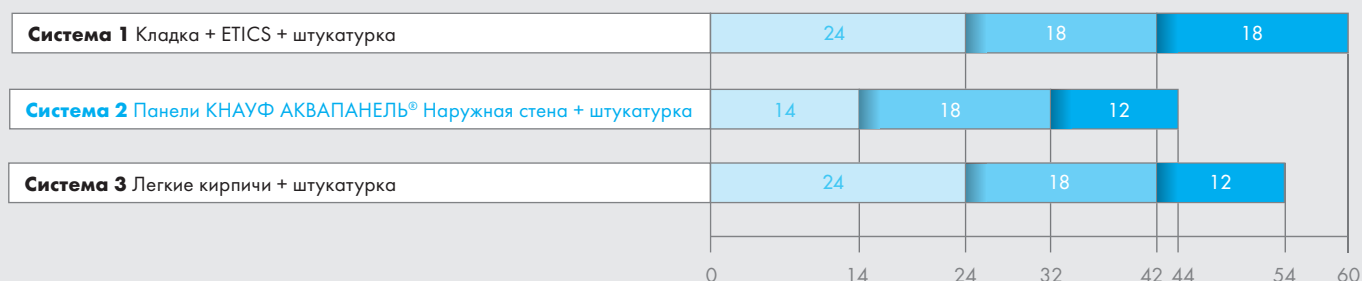 Система 1 Кладка + ETICS + штукатурка 24 18 18
Система 2 Панели КНАУФ АКВАПАНЕЛЬ® Наружная стена + штукатурка 14 18 12
Система 3 Легкие кирпичи + штукатурка 24 18 12
0 14 24 32 42 44 54 60